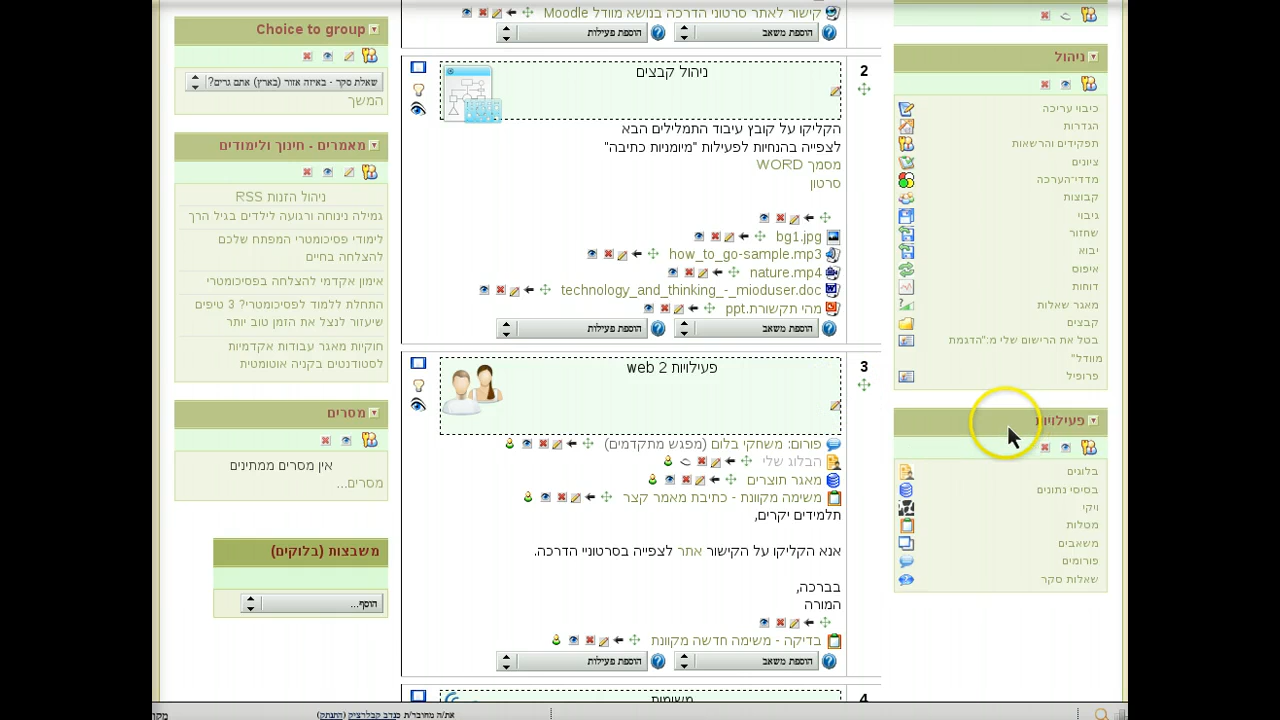 ניהול
כיבוי עריכה
הגדרות
תפקידים והרשאות
ציונים
מדדי־הערכה
קבוצות
גיבוי
שחזור
יבוא
איפוס
דוחות
מאגר שאלות
קבצים
בטל את הרישום שלי מ:"הדגמת
מוודל"
פרופיל
פעילויות
בלוגים
בסיסי נתונים
ויקי
מטלות
משאבים
פורומים
שאלות סקר
קישור לאתר סרטוני הדרכה בנושא מוודל Moodle
הוספת משאב
הוספת פעילות
2
ניהול קבצים
הקליקו על קובץ עיבוד התמלילים הבא
לצפייה בהנחיות לפעילות "מיומנויות כתיבה"
מסמך WORD
סרטון
bg1.jpg
how_to_go-sample.mp3
nature.mp4
technology_and_thinking_-_mioduser.doc
מהי תקשורת.ppt
הוספת משאב
הוספת פעילות
3
פעילויות web 2
פורום: משחקי בלום (מפגש מתקדמים)
הבלוג שלי
מאגר תוצרים
משימה מקוונת - כתיבת מאמר קצר
תלמידים יקרים,
אנא הקליקו על הקישור אתר לצפייה בסרטוניי הדרכה.
בברכה,
המורה
בדיקה - משימה חדשה מקוונת
הוספת משאב
הוספת פעילות
4
משימות
Choice to group
שאלת סקר - באיזה אזור (בארץ) אתם גרים?
המשך
מאמרים - חינוך ולימודים
ניהול הזנות RSS
גמילה נינוחה ורגועה לילדים בגיל הרך
לימודי פסיכומטרי המפתח שלכם
להצלחה בחיים
אימון אקדמי להצלחה בפסיכומטרי
התחלת ללמוד לפסיכומטרי? 3 טיפים
שיעזור לנצל את הזמן טוב יותר
חוקיות מאגר עבודות אקדמיות
לסטודנטים בקניה אוטומטית
מסרים
אין מסרים ממתינים
מסרים...
משבצות (בלוקים)
הוסף...